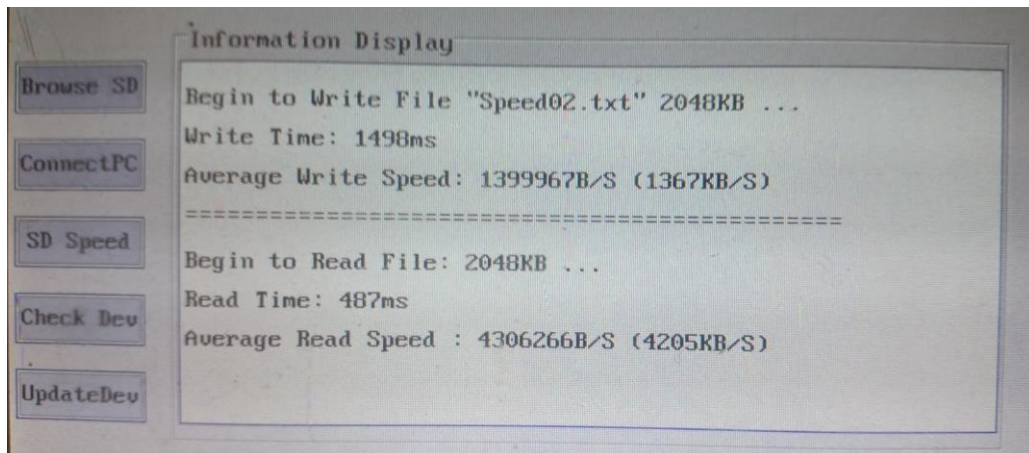 Information Display
Browse SD
ConnectPC
SD Speed
Check Dev
UpdateDev
Begin to Write File "Speed02.txt" 2048KB ...
Write Time: 1498ms
Average Write Speed: 1399967B/S (1367KB/S)
===============================================
Begin to Read File: 2048KB ...
Read Time: 487ms
Average Read Speed : 4306266B/S (4205KB/S)